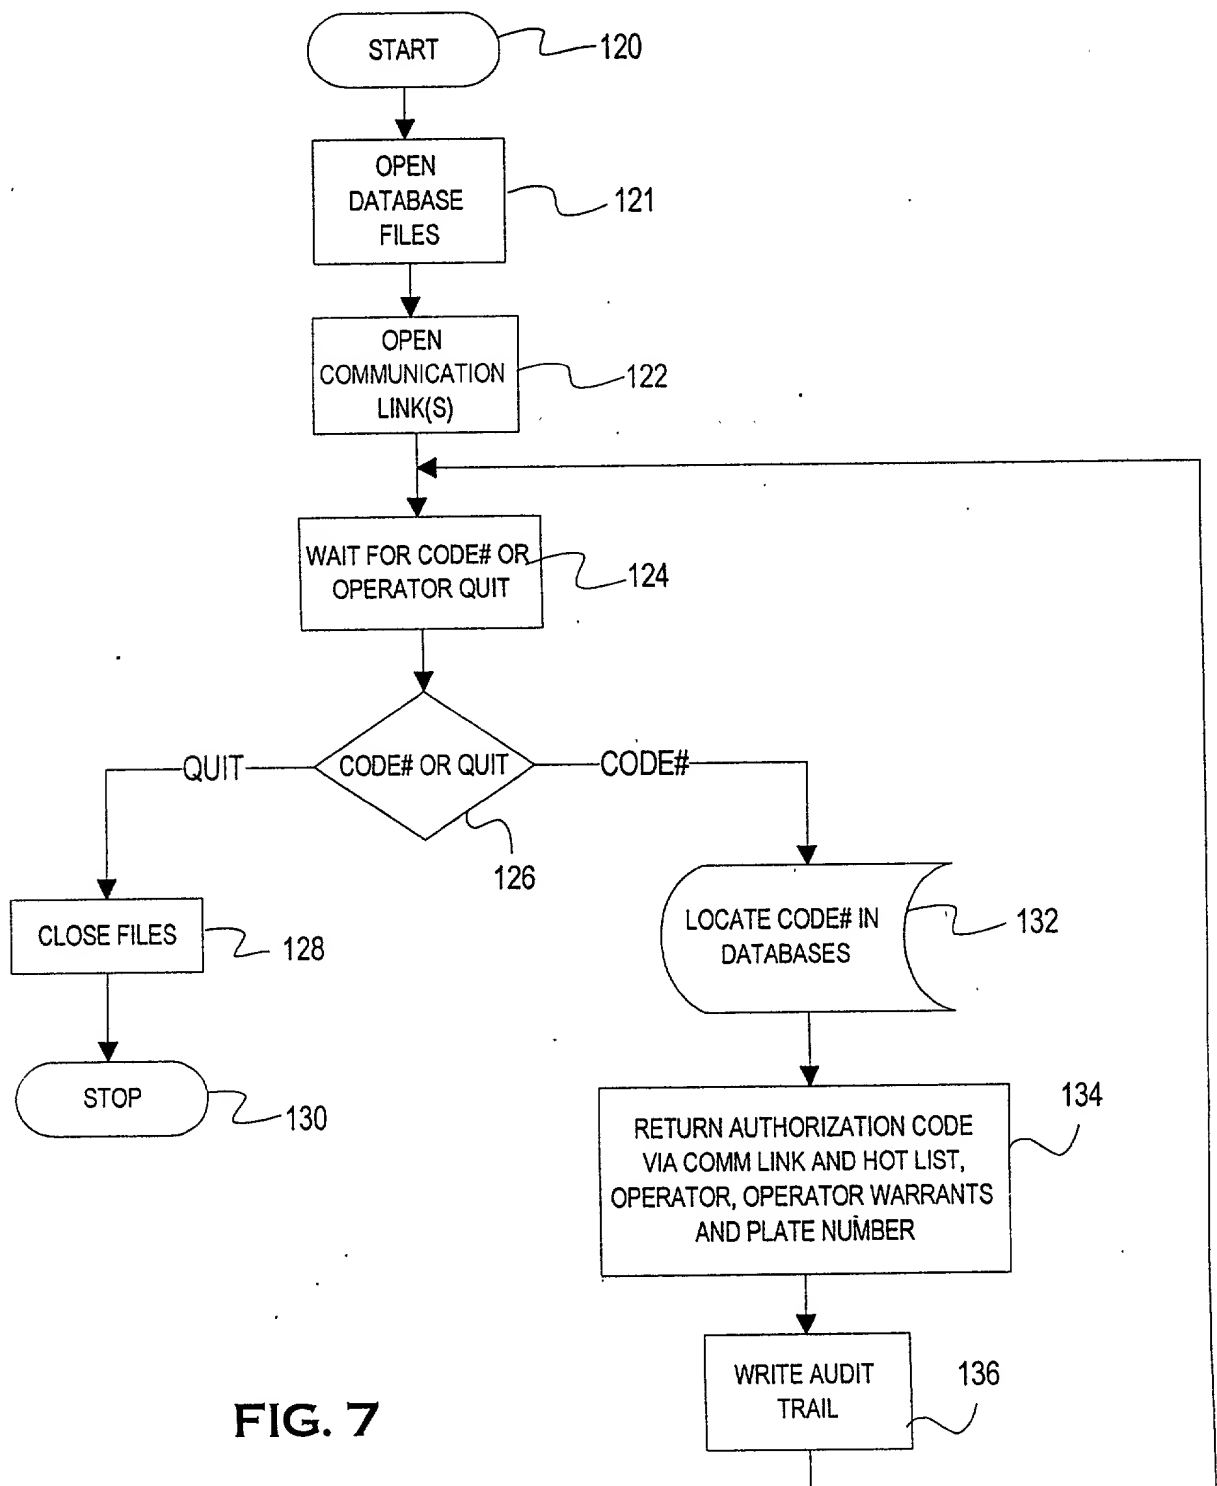 START
120
OPEN
DATABASE
FILES
121
OPEN
COMMUNICATION
LINK(S)
122
WAIT FOR CODE# OR
OPERATOR QUIT
124
QUIT
CODE# OR QUIT
CODE#
126
CLOSE FILES
128
LOCATE CODE# IN
DATABASES
132
STOP
130
RETURN AUTHORIZATION CODE
VIA COMM LINK AND HOT LIST,
OPERATOR, OPERATOR WARRANTS
AND PLATE NUMBER
134
WRITE AUDIT
TRAIL
136
FIG. 7